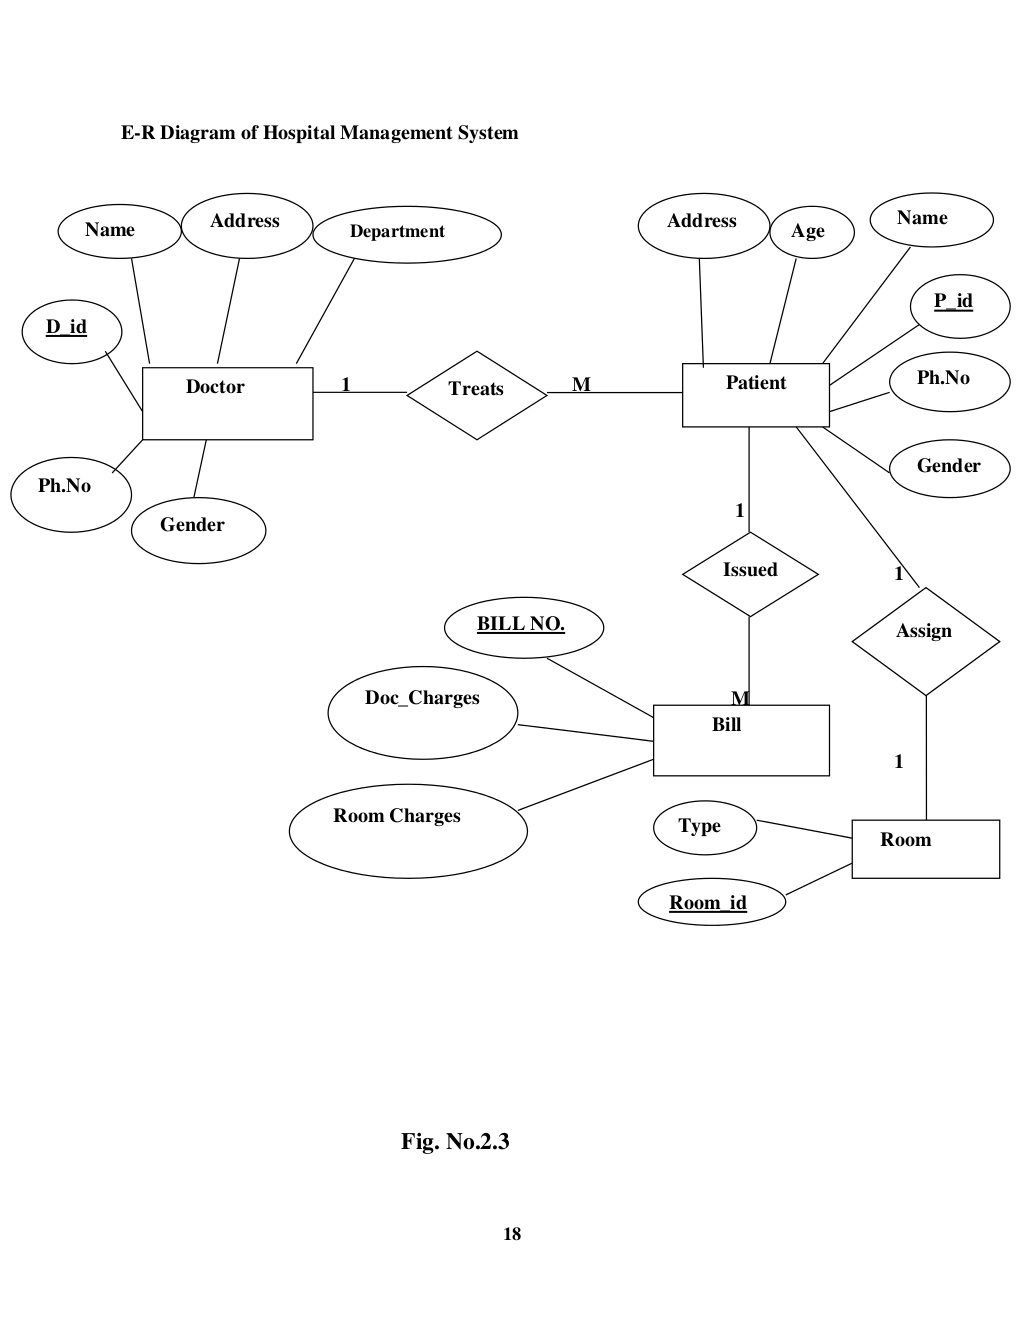 E-R Diagram of Hospital Management System
Name
Address
Department
Address
Age
Name
D_id
P_id
Doctor
1
Treats
M
Patient
Ph.No
Ph.No
Gender
Gender
1
Issued
1
Assign
BILL NO.
Doc_Charges
M
Bill
1
Room Charges
Type
Room
Room_id
Fig. No.2.3
18